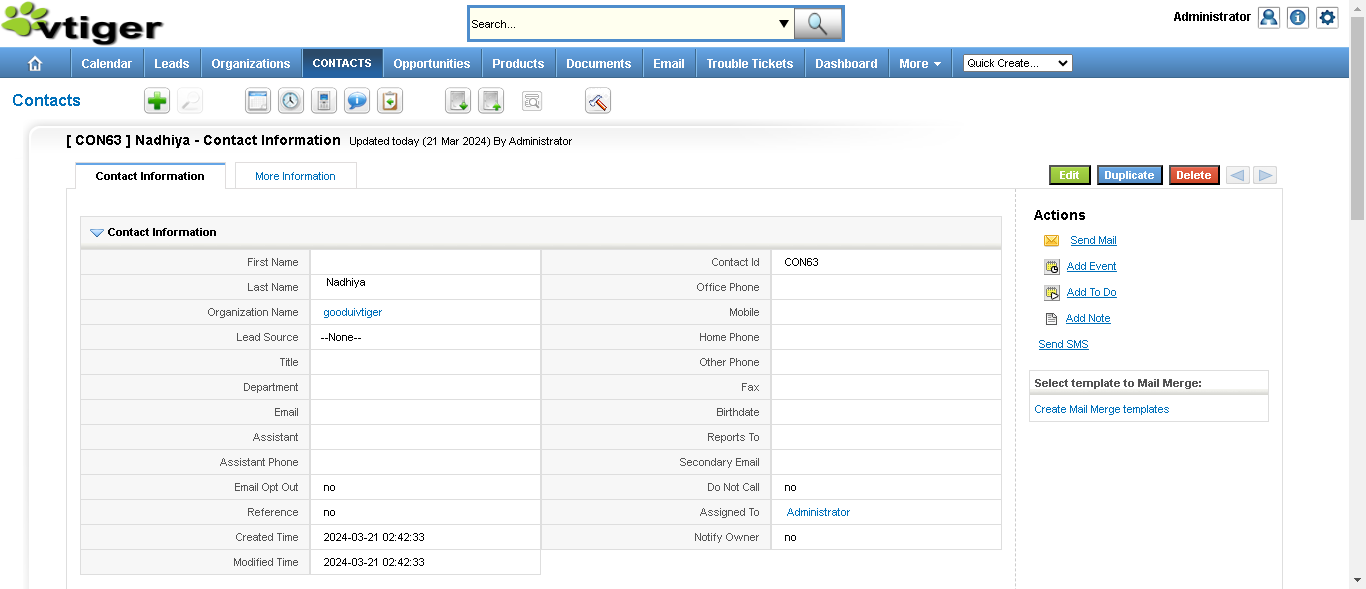 vtiger
Search...
Administrator
Calendar Leads Organizations CONTACTS Opportunities Products Documents Email Trouble Tickets Dashboard More Quick Create...
Contacts
[ CON63 ] Nadhiya - Contact Information Updated today (21 Mar 2024) By Administrator
Contact Information More Information
Edit Duplicate Delete
Contact Information
First Name Contact Id CON63
Last Name Nadhiya Office Phone
Organization Name gooduivtiger Mobile
Lead Source --None-- Home Phone
Title Other Phone
Department Fax
Email Birthdate
Assistant Reports To
Assistant Phone Secondary Email
Email Opt Out no Do Not Call no
Reference no Assigned To Administrator
Created Time 2024-03-21 02:42:33 Notify Owner no
Modified Time 2024-03-21 02:42:33
Actions
Send Mail
Add Event
Add To Do
Add Note
Send SMS
Select template to Mail Merge:
Create Mail Merge templates